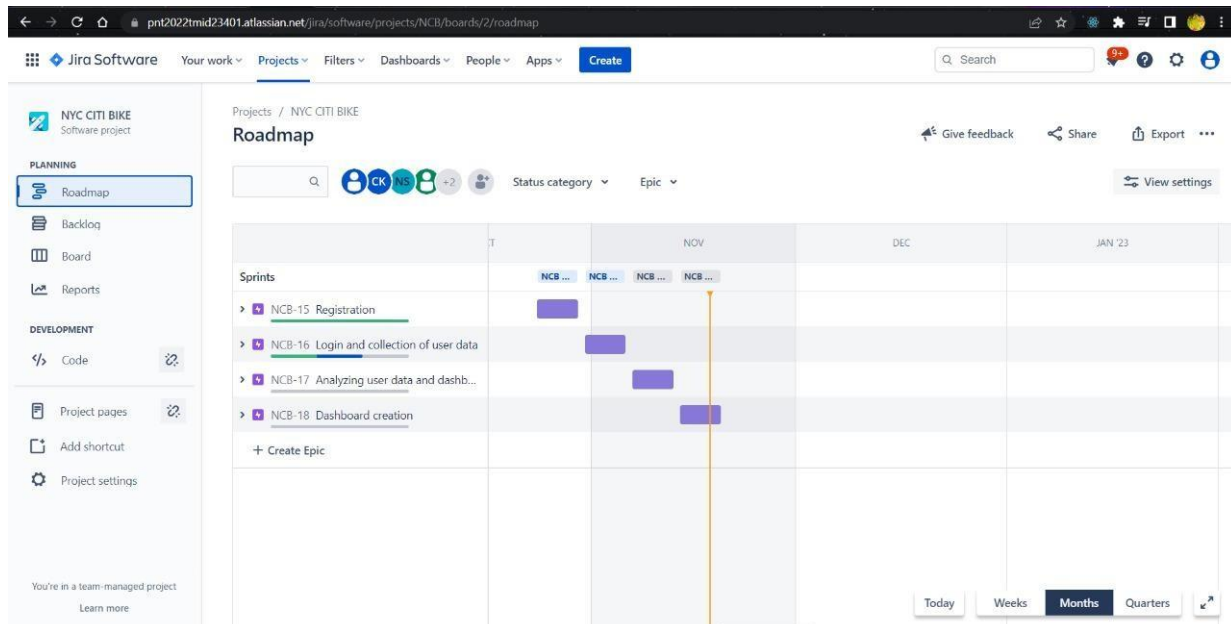 pnt2022tmid23401.atlassian.net/jira/software/projects/NCB/boards/2/roadmap
Jira Software Your work Projects Filters Dashboards People Apps Create Search 9+
NYC CITI BIKE
Software project
PLANNING
Roadmap
Backlog
Board
Reports
DEVELOPMENT
Code
Project pages
Add shortcut
Project settings
You're in a team-managed project
Learn more
Projects / NYC CITI BIKE
Roadmap
Give feedback Share Export
CK NS +2 Status category Epic View settings
T NOV DEC JAN '23
Sprints NCB ... NCB ... NCB ... NCB ...
NCB-15 Registration
NCB-16 Login and collection of user data
NCB-17 Analyzing user data and dashb...
NCB-18 Dashboard creation
+ Create Epic
Today Weeks Months Quarters